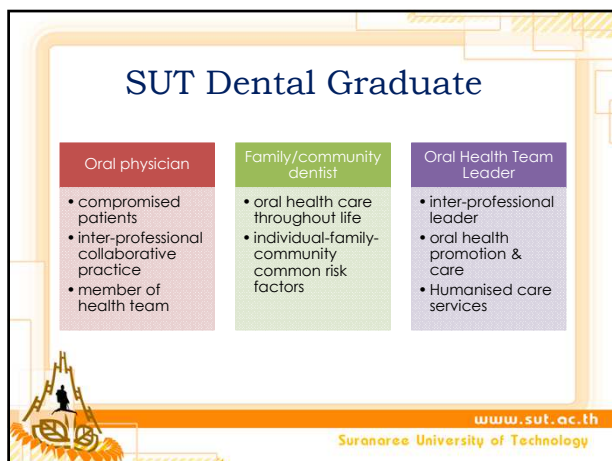 SUT Dental Graduate
Oral physician
• compromised
patients
• inter-professional
collaborative
practice
• member of
health team
Family/community
dentist
• oral health care
throughout life
• individual-family-
community
common risk
factors
Oral Health Team
Leader
• inter-professional
leader
• oral health
promotion &
care
• Humanised care
services
www.sut.ac.th
Suranaree University of Technology